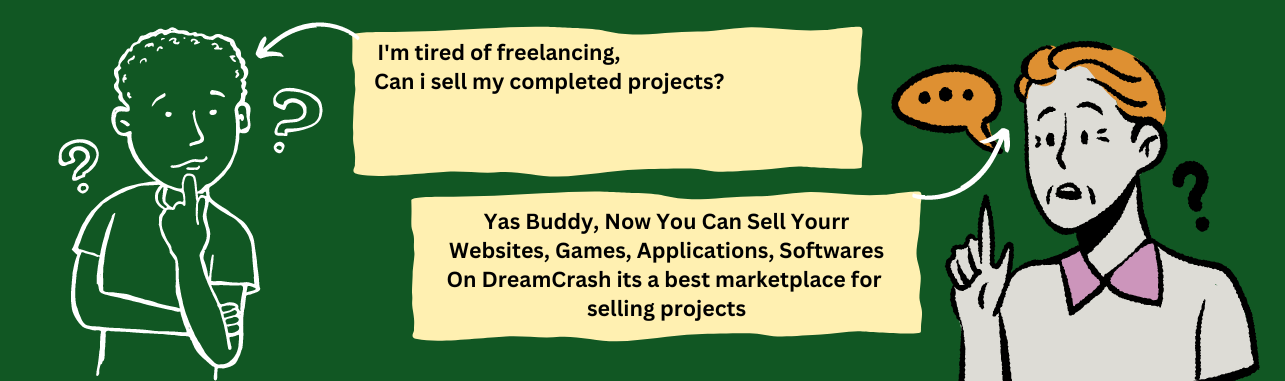 I'm tired of freelancing,
Can i sell my completed projects?
?
?
Yas Buddy, Now You Can Sell Yourr
Websites, Games, Applications, Softwares
On DreamCrash its a best marketplace for
selling projects
?